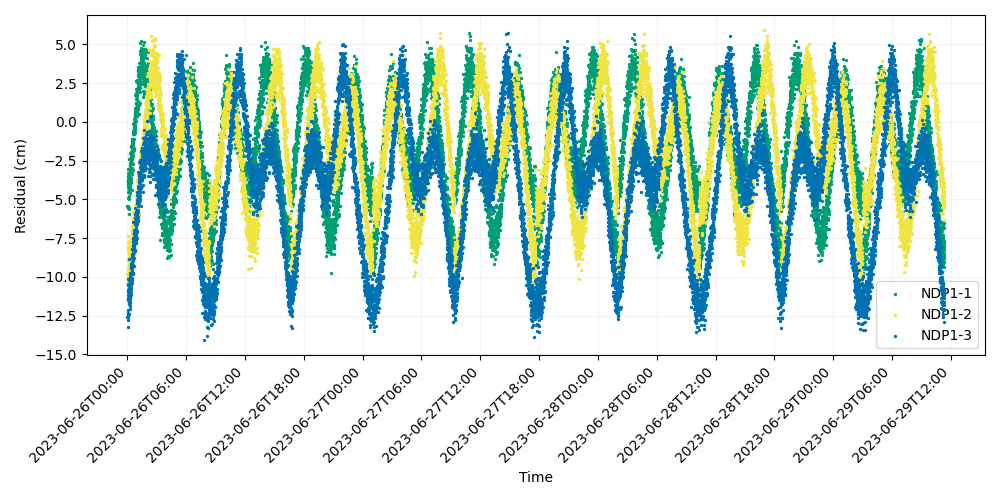 5.0
2.5
0.0
−2.5
−5.0
−7.5
−10.0
−12.5
−15.0
Residual (cm)
NDP1-1
NDP1-2
NDP1-3
2023-06-26T00:00
2023-06-26T06:00
2023-06-26T12:00
2023-06-26T18:00
2023-06-27T00:00
2023-06-27T06:00
2023-06-27T12:00
2023-06-27T18:00
2023-06-28T00:00
2023-06-28T06:00
2023-06-28T12:00
2023-06-28T18:00
2023-06-29T00:00
2023-06-29T06:00
2023-06-29T12:00
Time